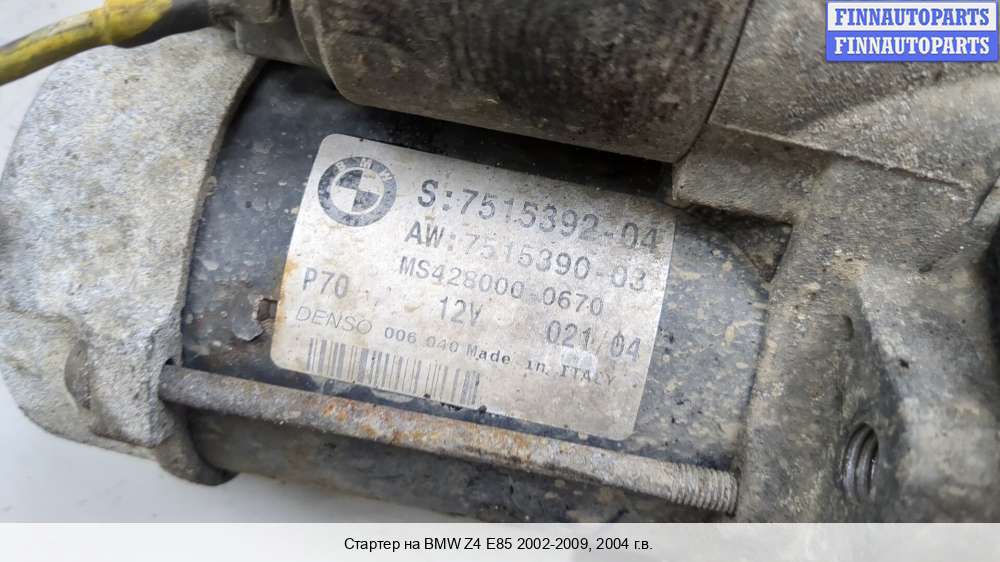 FINNAUTOPARTS
FINNAUTOPARTS
BMW
S:7515392-04
AW:7515390-03
MS428000-0670
P70 12V 021/04
DENSO 006 040 Made in ITALY
Стартер на BMW Z4 E85 2002-2009, 2004 г.в.